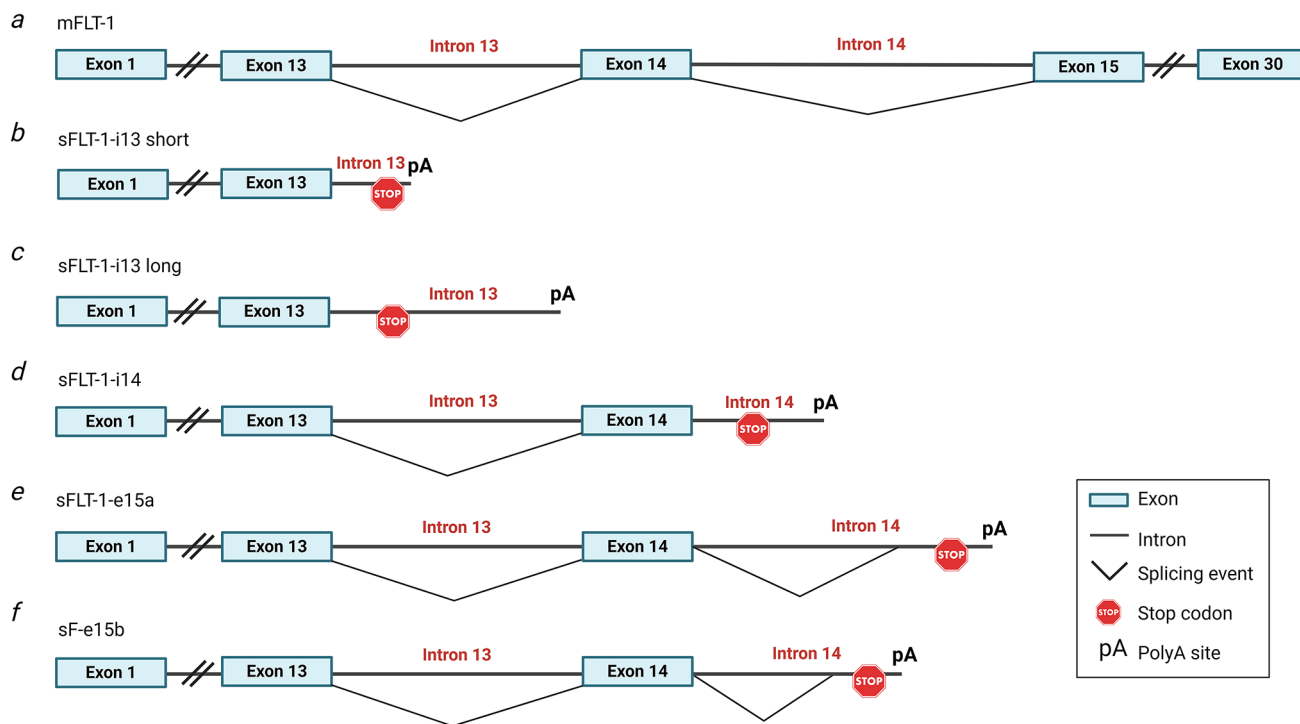 a
mFLT-1
Intron 13
Intron 14
Exon 1
Exon 13
Exon 14
Exon 15
Exon 30
b
sFLT-1-i13 short
Intron 13
pA
Exon 1
Exon 13
STOP
c
sFLT-1-i13 long
Intron 13
pA
Exon 1
Exon 13
STOP
d
sFLT-1-i14
Intron 13
Intron 14
pA
Exon 1
Exon 13
Exon 14
STOP
e
sFLT-1-e15a
Intron 13
Intron 14
pA
Exon 1
Exon 13
Exon 14
STOP
f
sF-e15b
Intron 13
Intron 14
pA
Exon 1
Exon 13
Exon 14
STOP
Exon
Intron
Splicing event
STOP Stop codon
pA PolyA site